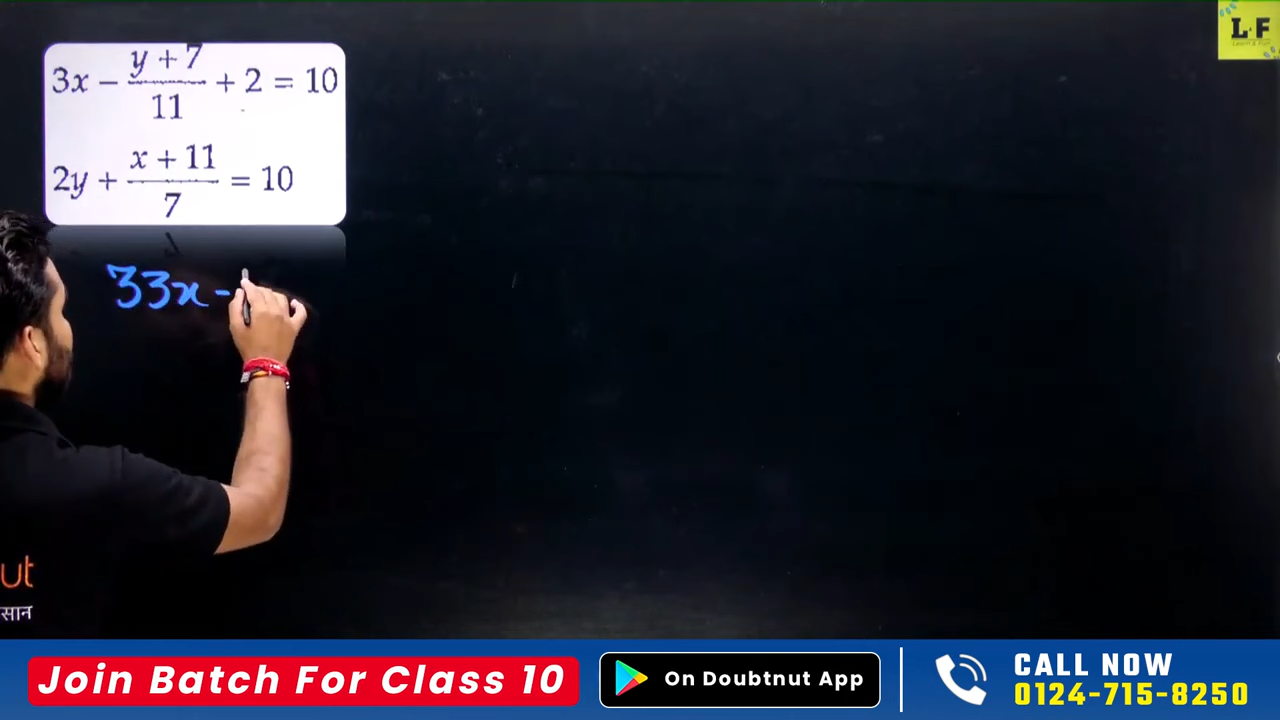 L·F
3x − (y + 7)/11 + 2 = 10
2y + (x + 11)/7 = 10
33x −
ut
सान
Join Batch For Class 10
On Doubtnut App
CALL NOW
0124-715-8250